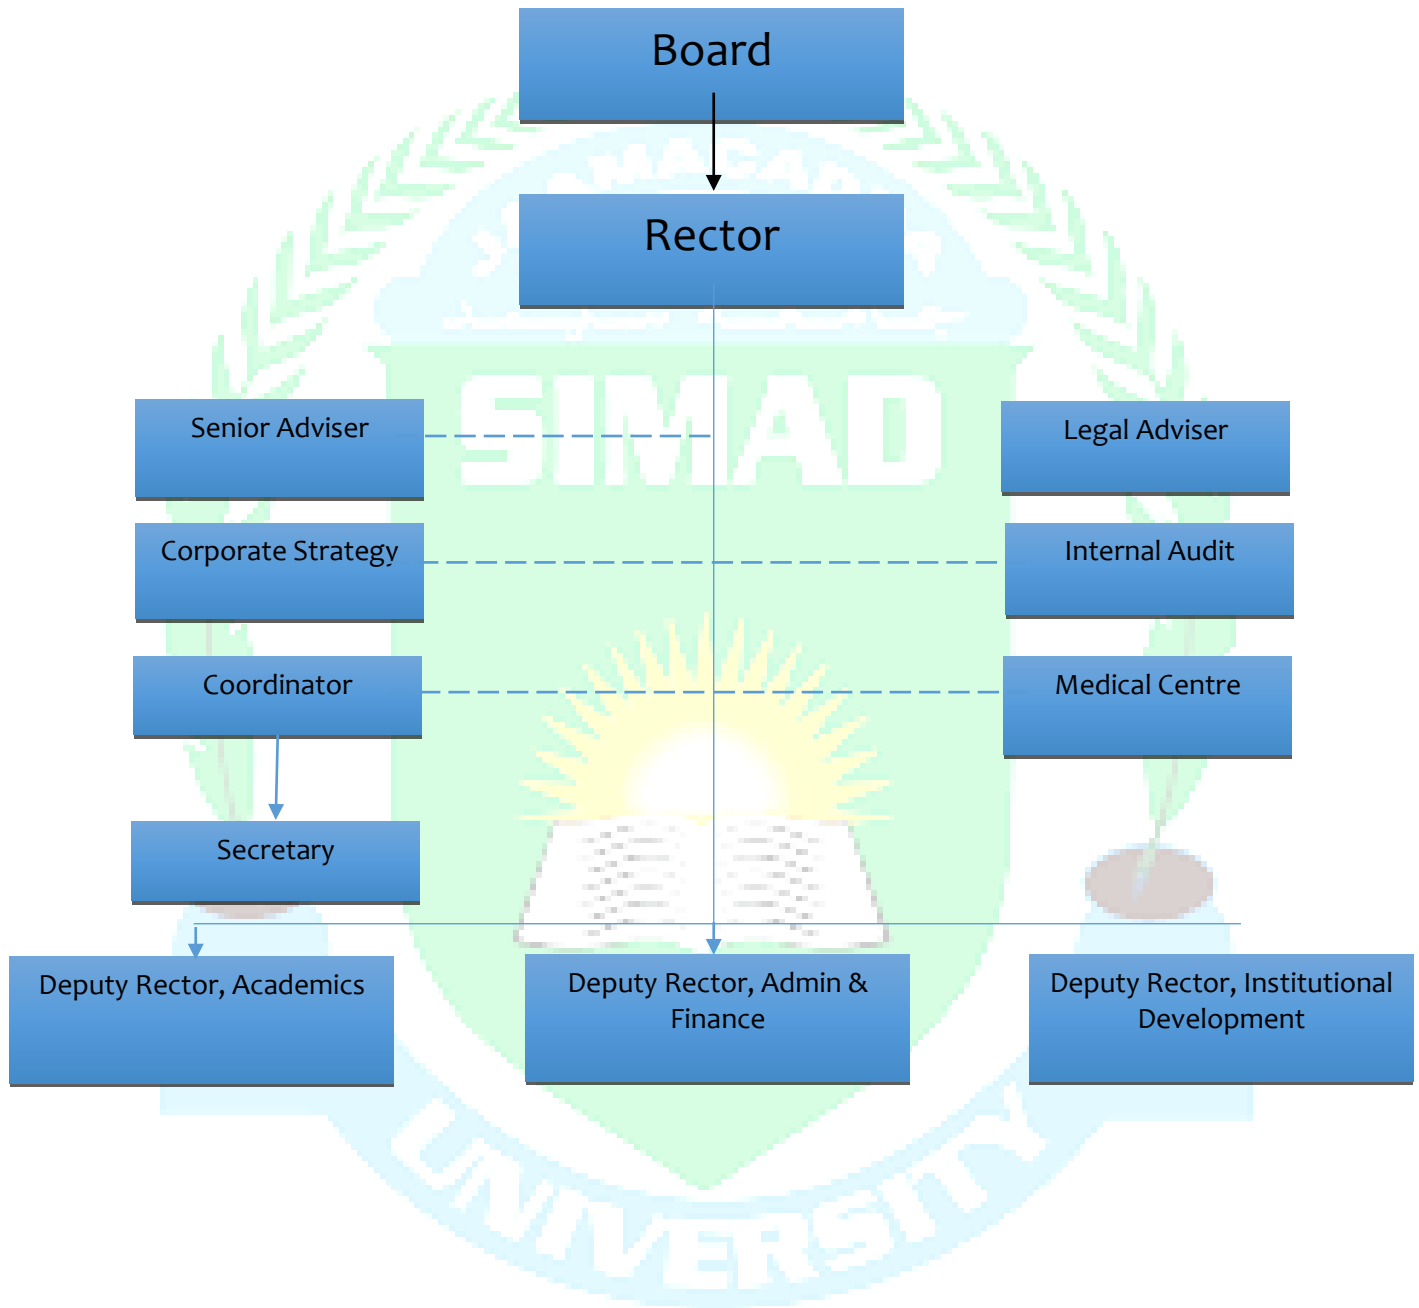 Board
Rector
SIMAD
Senior Adviser
Legal Adviser
Corporate Strategy
Internal Audit
Coordinator
Medical Centre
Secretary
Deputy Rector, Academics
Deputy Rector, Admin &
Finance
Deputy Rector, Institutional
Development
UNIVERSITY